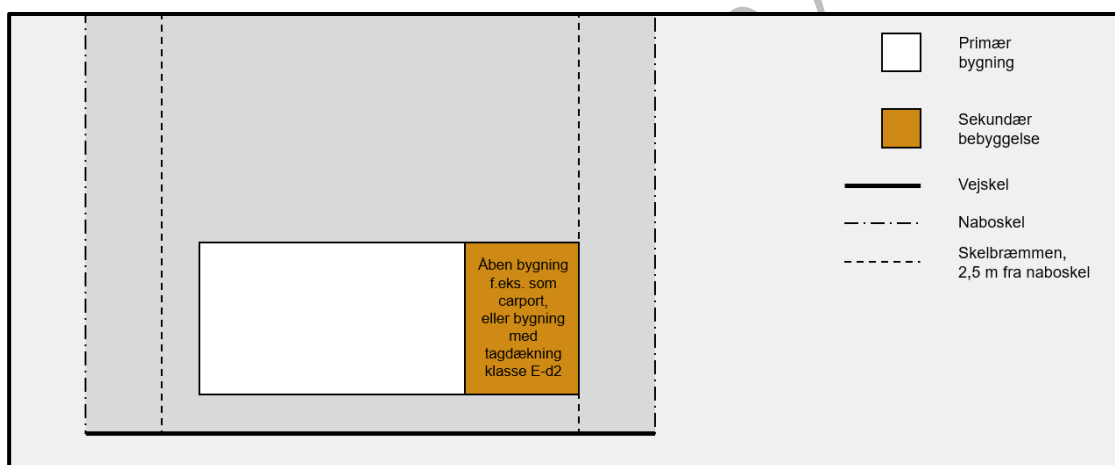 Primær
bygning
Sekundær
bebyggelse
Vejskel
Naboskel
Skelbræmmen,
2,5 m fra naboskel
Åben bygning
f.eks. som
carport,
eller bygning
med
tagdækning
klasse E-d2